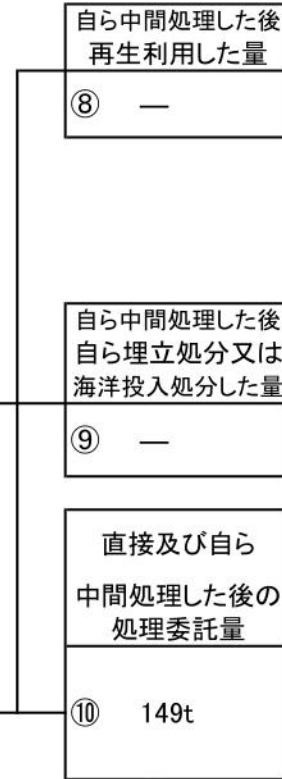 自ら中間処理した後
再生利用した量
⑧ ―
自ら中間処理した後
自ら埋立処分又は
海洋投入処分した量
⑨ ―
直接及び自ら
中間処理した後の
処理委託量
⑩ 149t